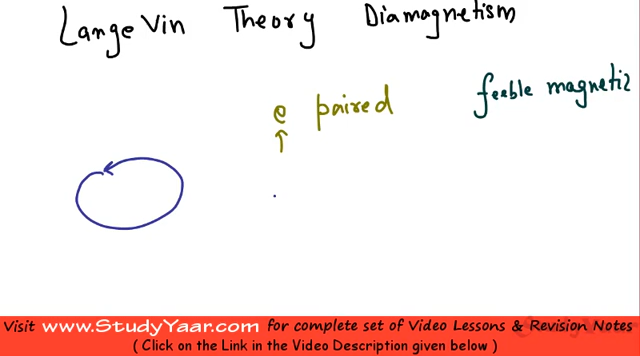 LangeVin Theory Diamagnetism
feeble magnetiz
e paired
Visit www.StudyYaar.com for complete set of Video Lessons & Revision Notes
( Click on the Link in the Video Description given below )